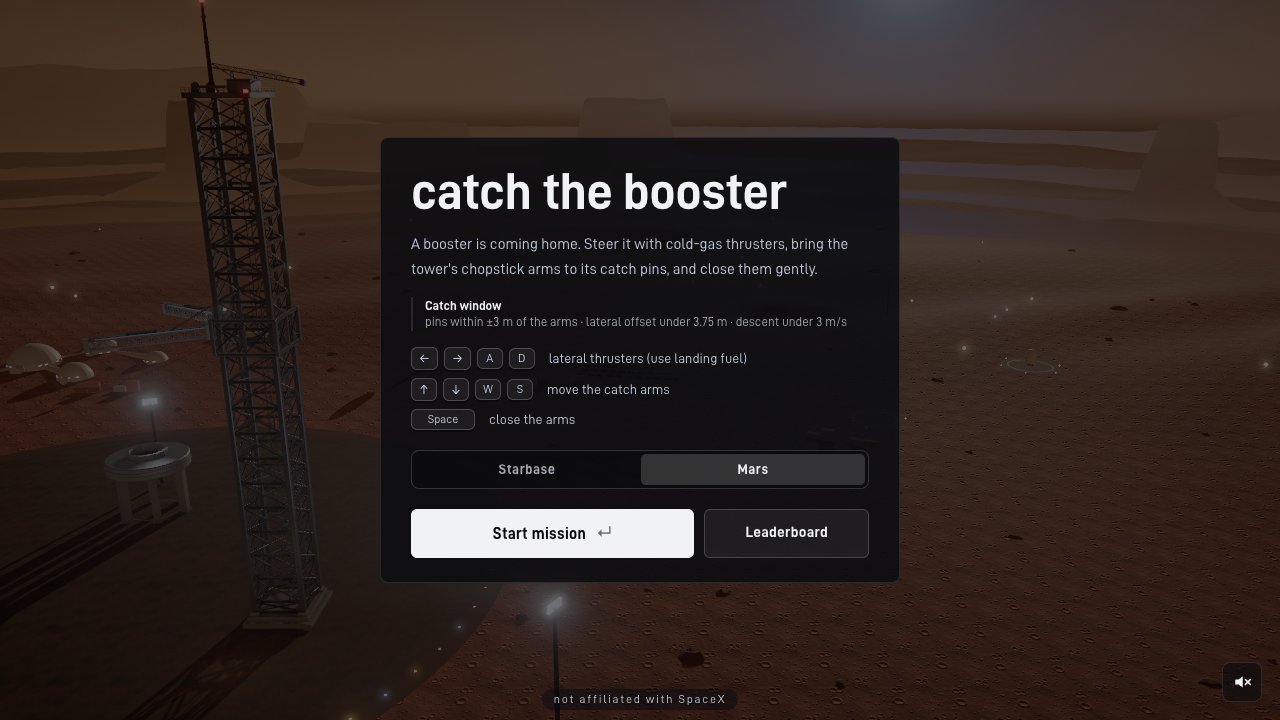 catch the booster
A booster is coming home. Steer it with cold-gas thrusters, bring the
tower's chopstick arms to its catch pins, and close them gently.
Catch window
pins within ±3 m of the arms · lateral offset under 3.75 m · descent under 3 m/s
← → A D lateral thrusters (use landing fuel)
↑ ↓ W S move the catch arms
Space close the arms
Starbase Mars
Start mission ↵ Leaderboard
not affiliated with SpaceX